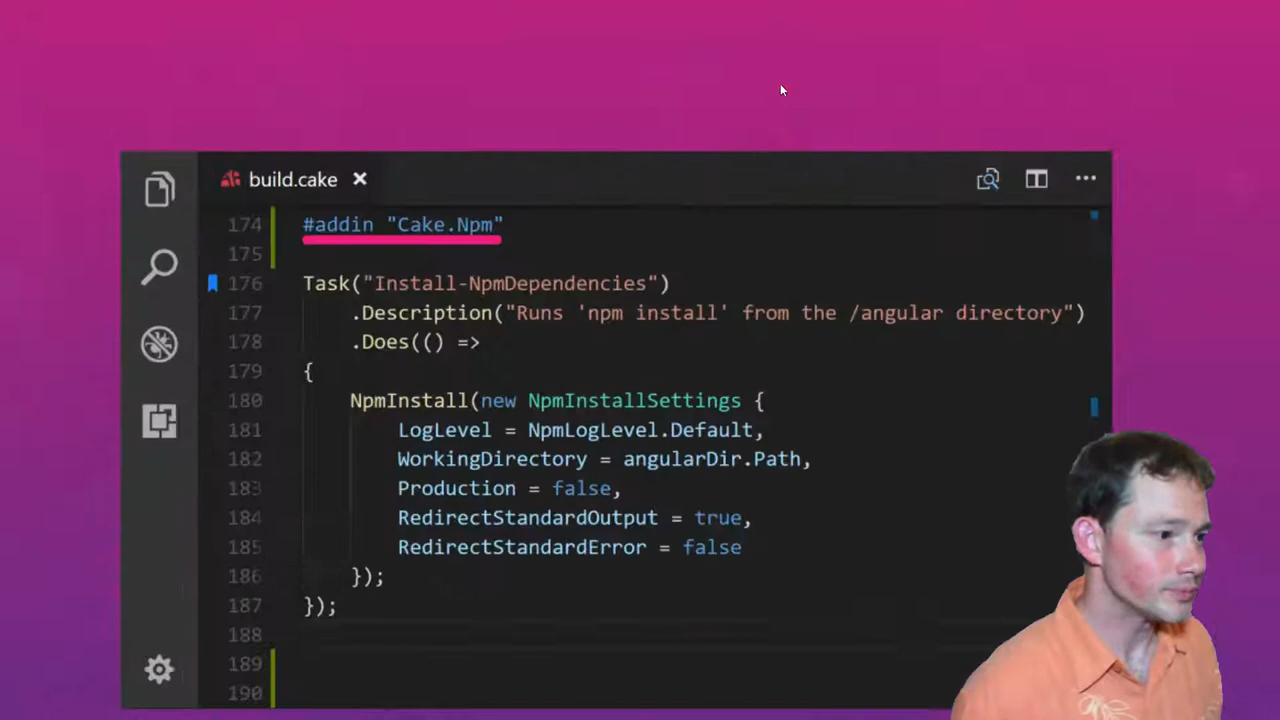 build.cake
174 #addin "Cake.Npm"
175
176 Task("Install-NpmDependencies")
177 .Description("Runs 'npm install' from the /angular directory")
178 .Does(() =>
179 {
180 NpmInstall(new NpmInstallSettings {
181 LogLevel = NpmLogLevel.Default,
182 WorkingDirectory = angularDir.Path,
183 Production = false,
184 RedirectStandardOutput = true,
185 RedirectStandardError = false
186 });
187 });
188
189
190